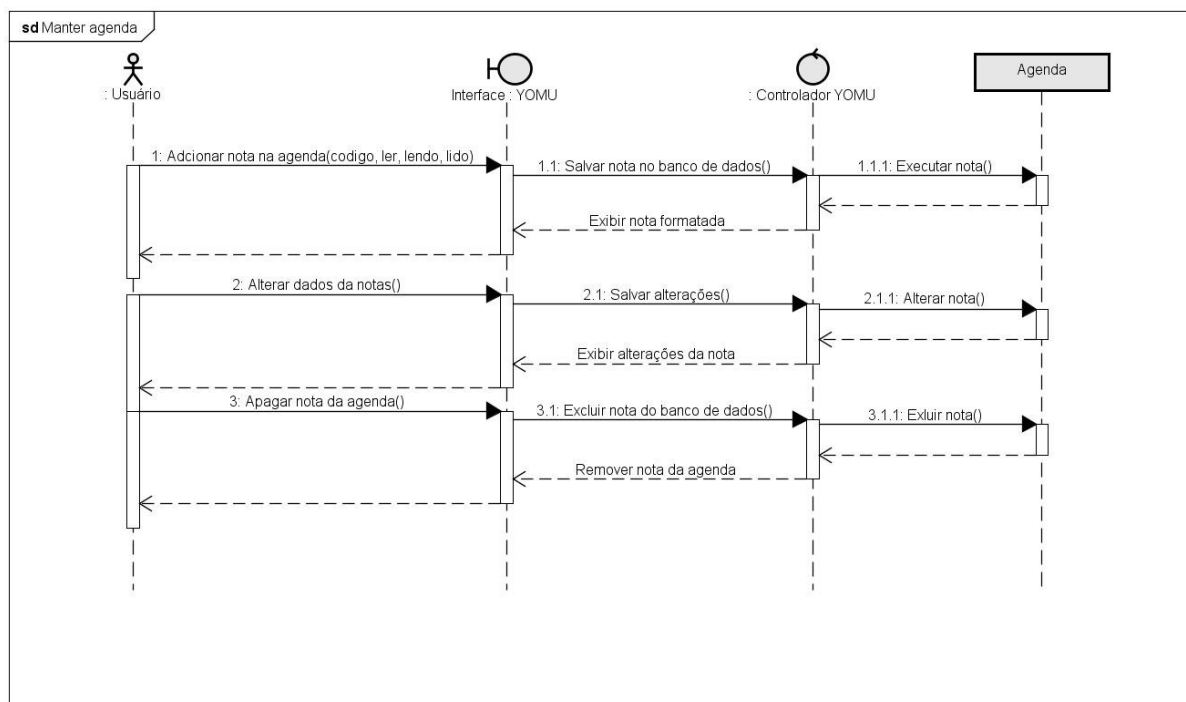 sd Manter agenda
: Usuário
Interface : YOMU
: Controlador YOMU
Agenda
1: Adcionar nota na agenda(codigo, ler, lendo, lido)
1.1: Salvar nota no banco de dados()
1.1.1: Executar nota()
Exibir nota formatada
2: Alterar dados da notas()
2.1: Salvar alterações()
2.1.1: Alterar nota()
Exibir alterações da nota
3: Apagar nota da agenda()
3.1: Excluir nota do banco de dados()
3.1.1: Exluir nota()
Remover nota da agenda